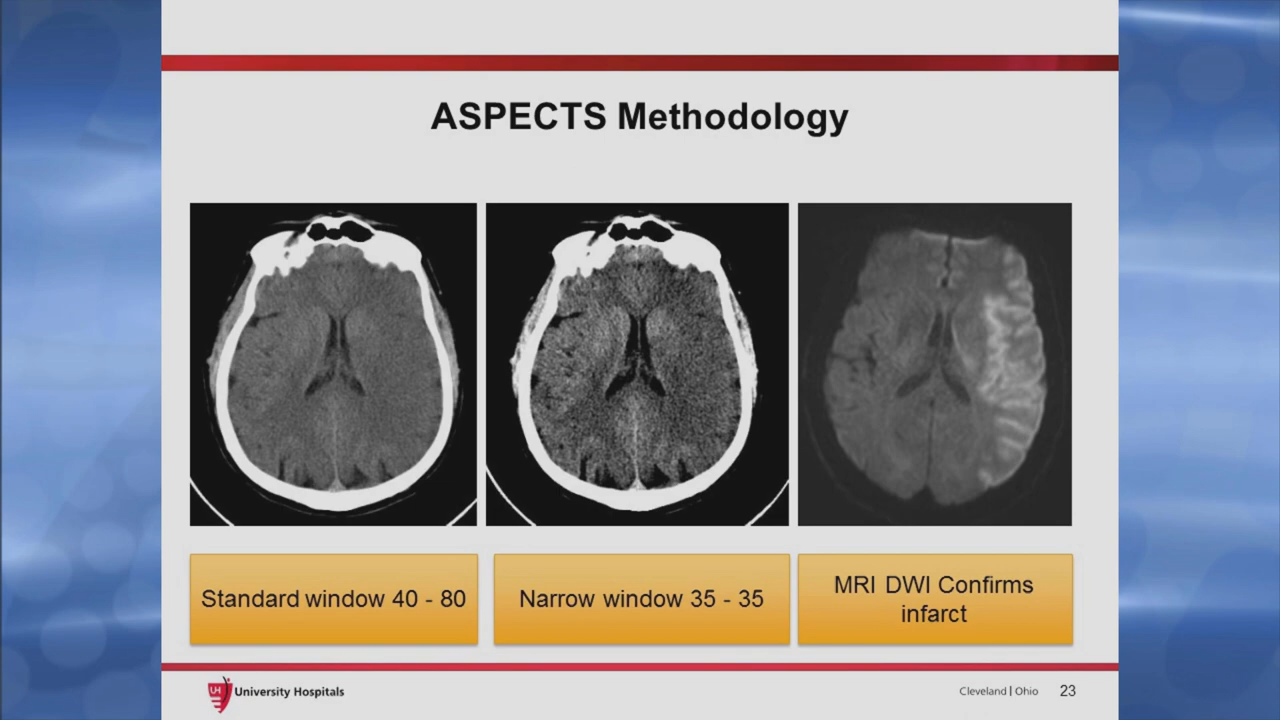 ASPECTS Methodology
Standard window 40 - 80
Narrow window 35 - 35
MRI DWI Confirms
infarct
UH University Hospitals
Cleveland | Ohio 23